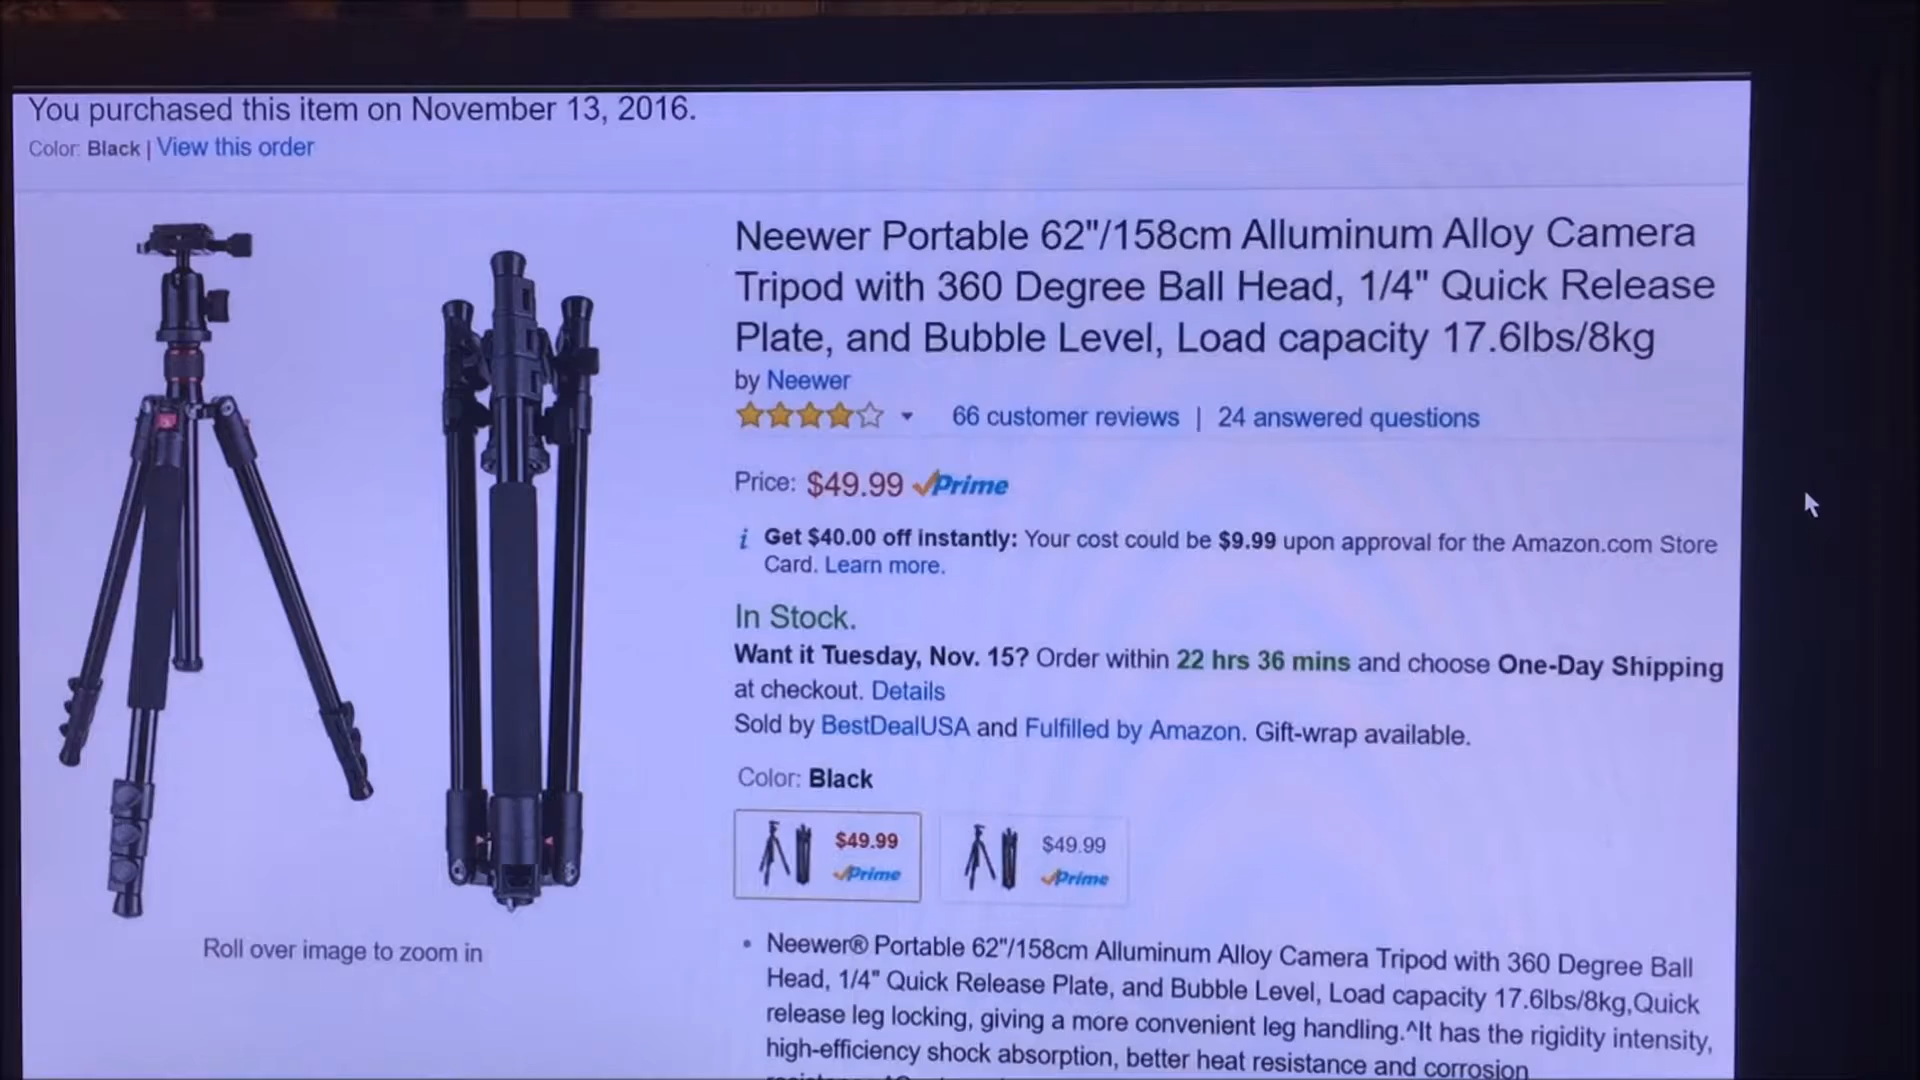 You purchased this item on November 13, 2016.
Color: Black | View this order
Neewer Portable 62"/158cm Alluminum Alloy Camera
Tripod with 360 Degree Ball Head, 1/4" Quick Release
Plate, and Bubble Level, Load capacity 17.6lbs/8kg
by Neewer
66 customer reviews | 24 answered questions
Price: $49.99 Prime
i Get $40.00 off instantly: Your cost could be $9.99 upon approval for the Amazon.com Store
Card. Learn more.
In Stock.
Want it Tuesday, Nov. 15? Order within 22 hrs 36 mins and choose One-Day Shipping
at checkout. Details
Sold by BestDealUSA and Fulfilled by Amazon. Gift-wrap available.
Color: Black
$49.99
Prime
$49.99
Prime
Roll over image to zoom in
• Neewer® Portable 62"/158cm Alluminum Alloy Camera Tripod with 360 Degree Ball
Head, 1/4" Quick Release Plate, and Bubble Level, Load capacity 17.6lbs/8kg,Quick
release leg locking, giving a more convenient leg handling.^It has the rigidity intensity,
high-efficiency shock absorption, better heat resistance and corrosion